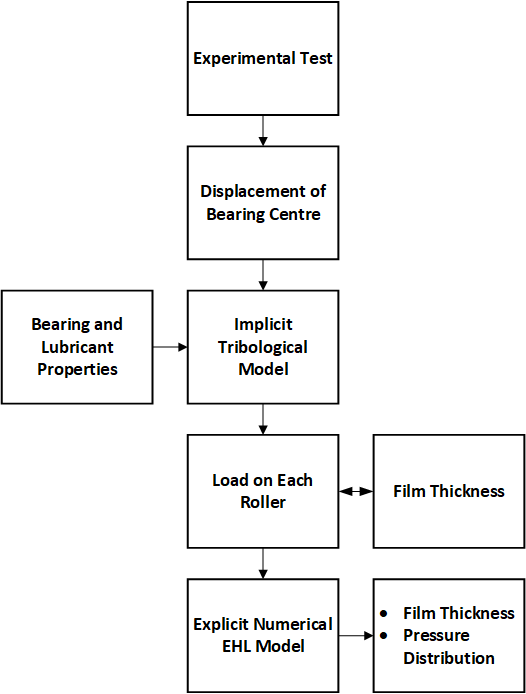 Experimental Test
Displacement of
Bearing Centre
Bearing and
Lubricant
Properties
Implicit
Tribological
Model
Load on Each
Roller
Film Thickness
Explicit Numerical
EHL Model
• Film Thickness
• Pressure
Distribution